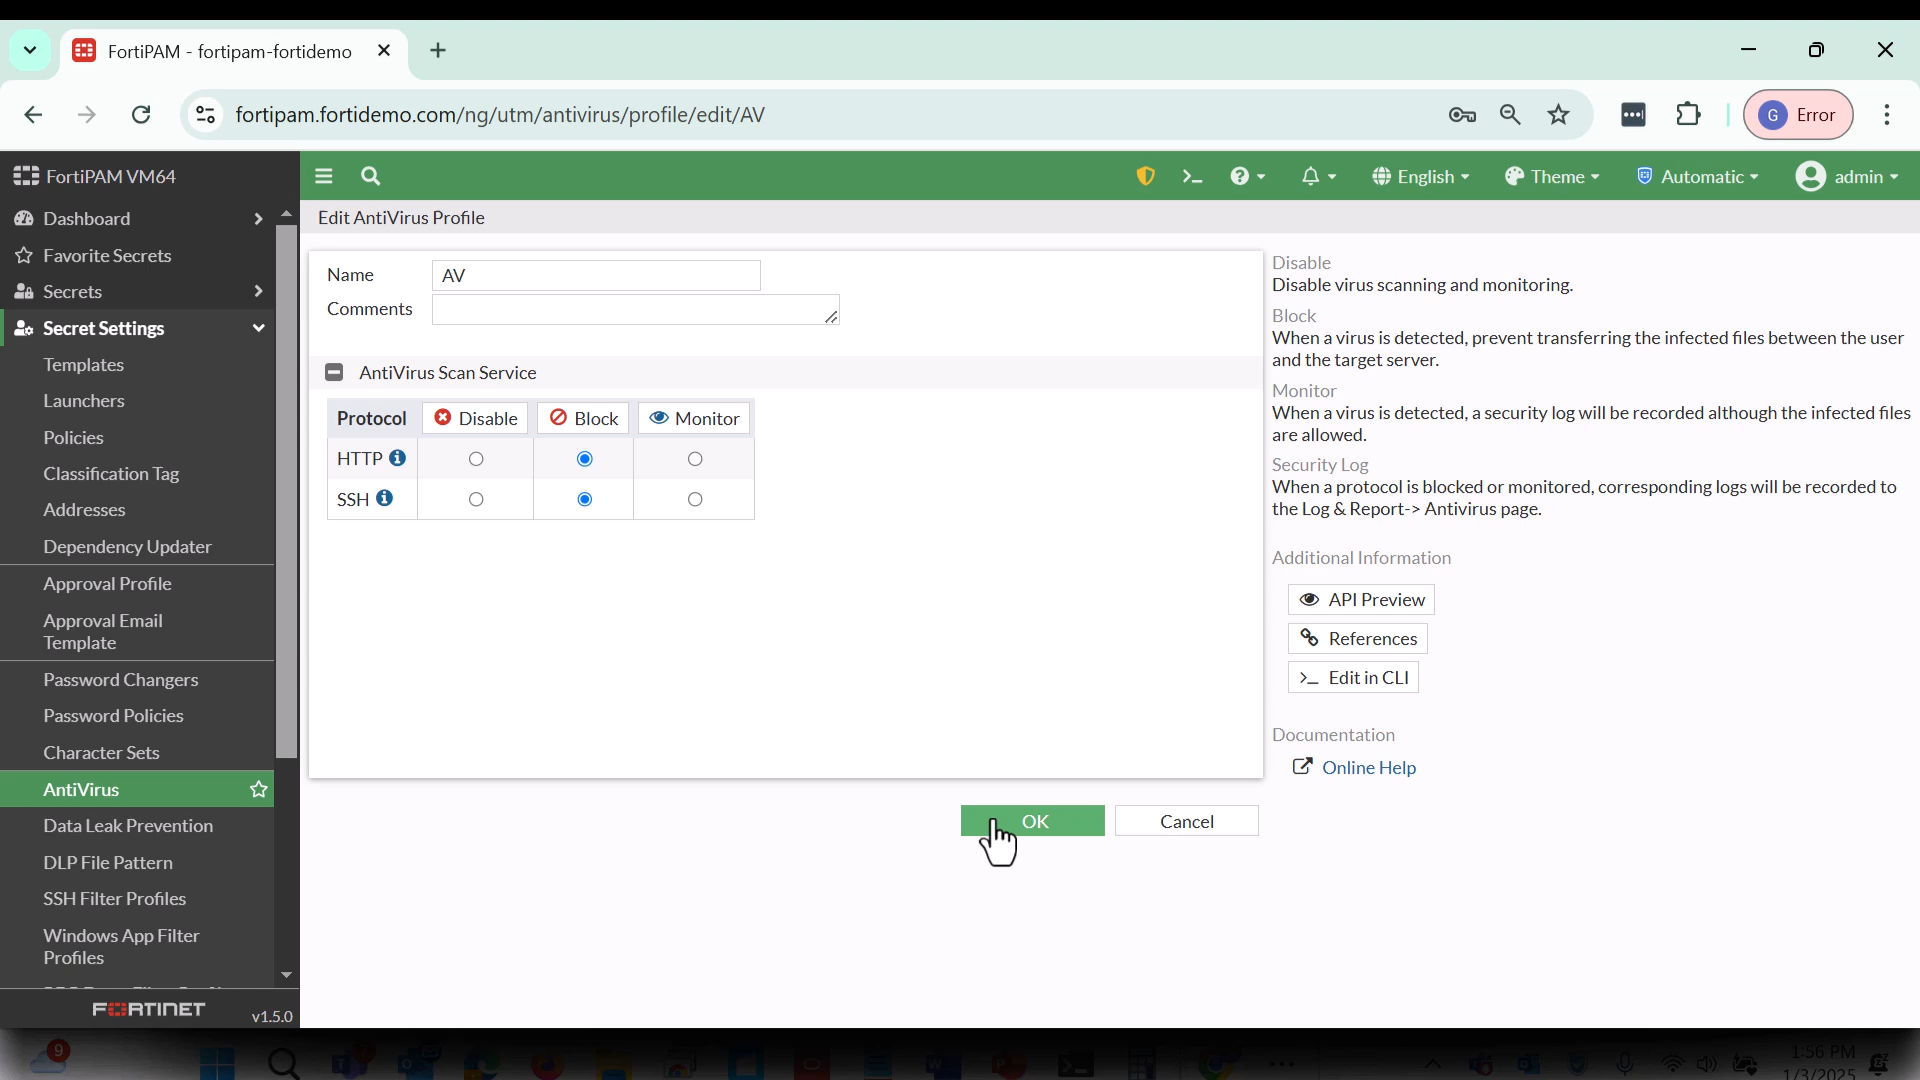 FortiPAM - fortipam-fortidemo
fortipam.fortidemo.com/ng/utm/antivirus/profile/edit/AV
G Error
FortiPAM VM64
English
Theme
Automatic
admin
Dashboard
Favorite Secrets
Secrets
Secret Settings
Templates
Launchers
Policies
Classification Tag
Addresses
Dependency Updater
Approval Profile
Approval Email
Template
Password Changers
Password Policies
Character Sets
AntiVirus
Data Leak Prevention
DLP File Pattern
SSH Filter Profiles
Windows App Filter
Profiles
FORTINET
v1.5.0
Edit AntiVirus Profile
Name AV
Comments
AntiVirus Scan Service
Protocol Disable Block Monitor
HTTP
SSH
OK Cancel
Disable
Disable virus scanning and monitoring.
Block
When a virus is detected, prevent transferring the infected files between the user
and the target server.
Monitor
When a virus is detected, a security log will be recorded although the infected files
are allowed.
Security Log
When a protocol is blocked or monitored, corresponding logs will be recorded to
the Log & Report-> Antivirus page.
Additional Information
API Preview
References
Edit in CLI
Documentation
Online Help
9
1:56 PM
1/3/2025